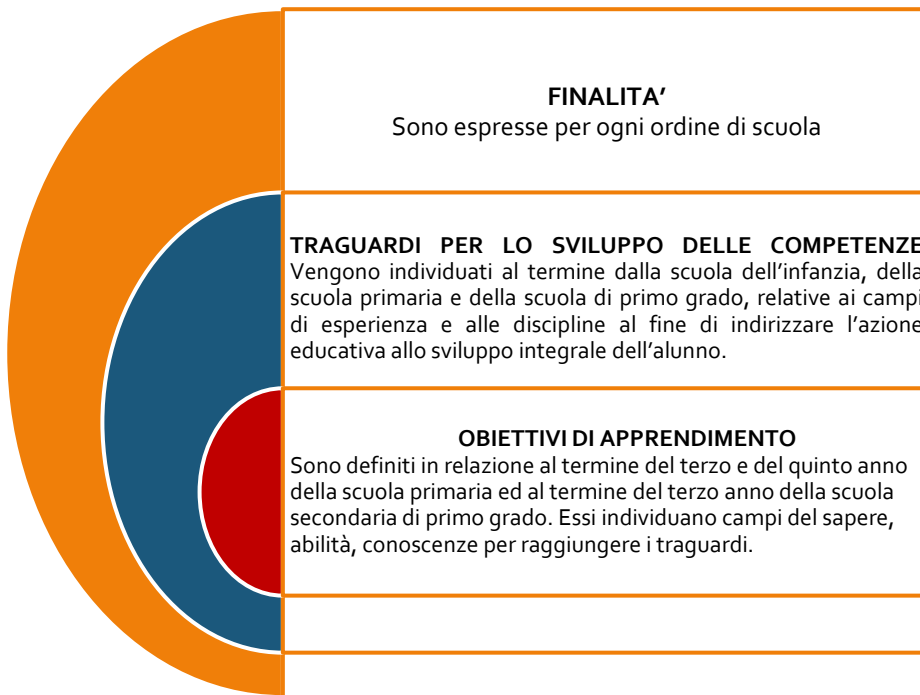 FINALITA’
Sono espresse per ogni ordine di scuola
TRAGUARDI PER LO SVILUPPO DELLE COMPETENZE
Vengono individuati al termine dalla scuola dell’infanzia, della
scuola primaria e della scuola di primo grado, relative ai campi
di esperienza e alle discipline al fine di indirizzare l’azione
educativa allo sviluppo integrale dell’alunno.
OBIETTIVI DI APPRENDIMENTO
Sono definiti in relazione al termine del terzo e del quinto anno
della scuola primaria ed al termine del terzo anno della scuola
secondaria di primo grado. Essi individuano campi del sapere,
abilità, conoscenze per raggiungere i traguardi.